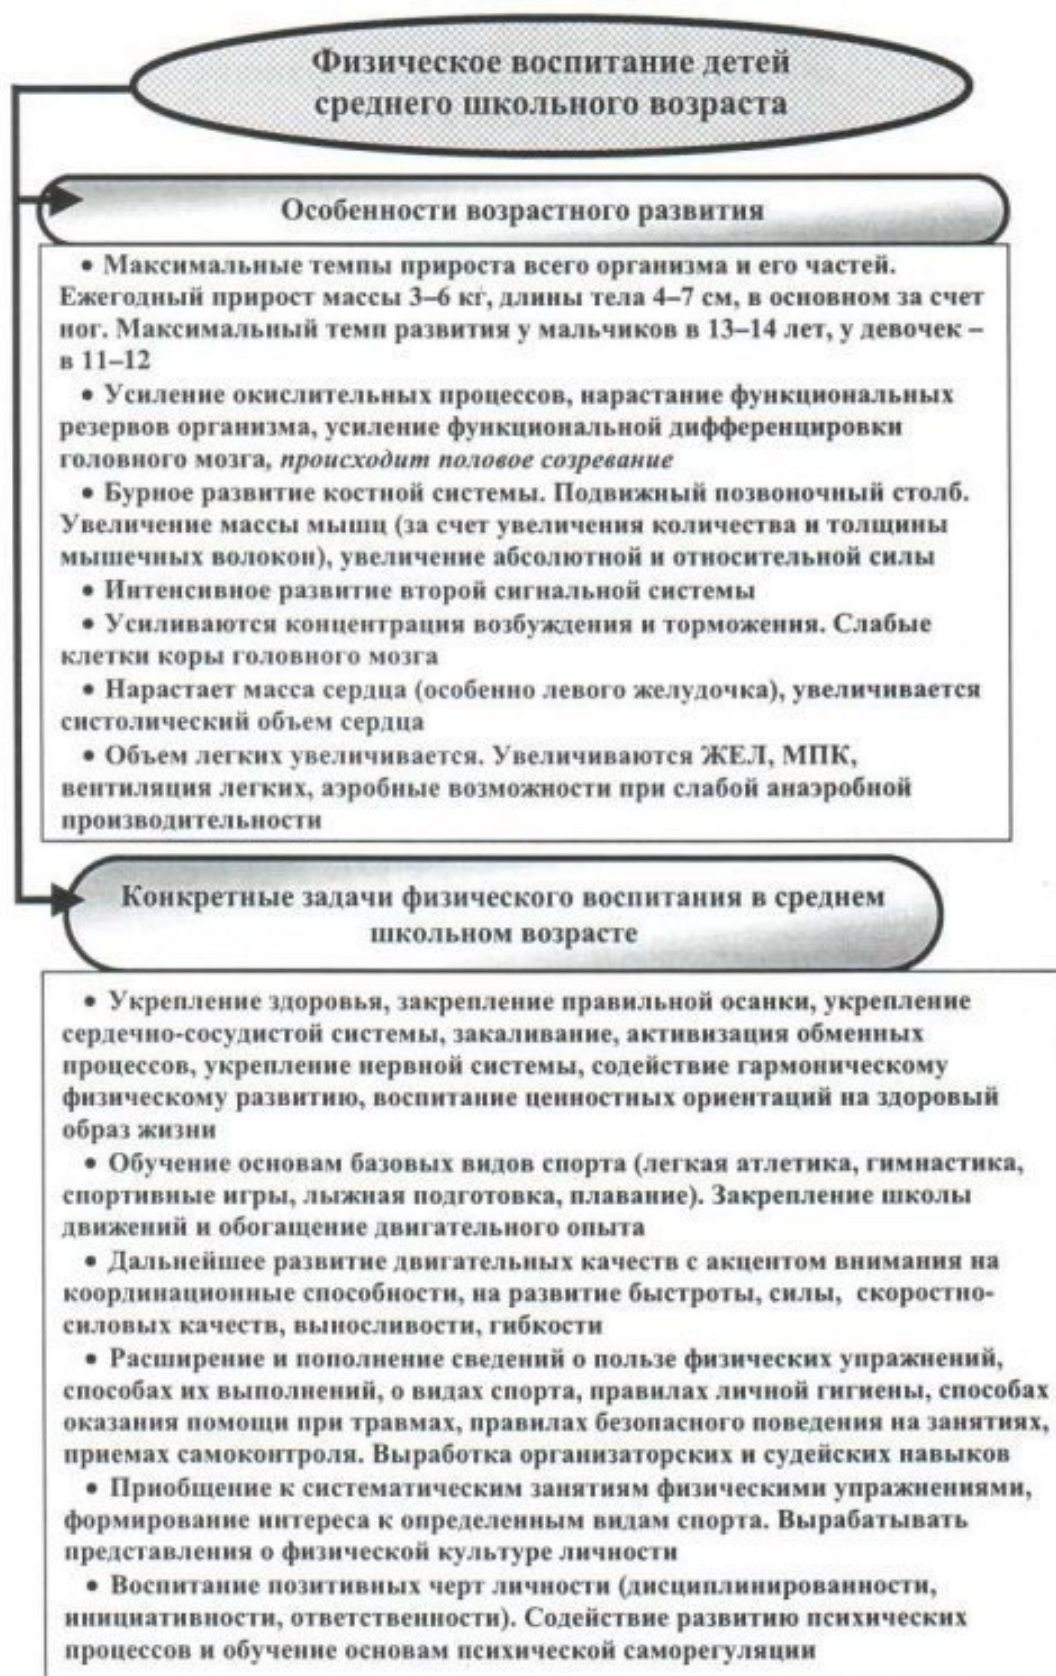 Физическое воспитание детей
среднего школьного возраста
Особенности возрастного развития
• Максимальные темпы прироста всего организма и его частей.
Ежегодный прирост массы 3–6 кг, длины тела 4–7 см, в основном за счет
ног. Максимальный темп развития у мальчиков в 13–14 лет, у девочек –
в 11–12
• Усиление окислительных процессов, нарастание функциональных
резервов организма, усиление функциональной дифференцировки
головного мозга, происходит половое созревание
• Бурное развитие костной системы. Подвижный позвоночный столб.
Увеличение массы мышц (за счет увеличения количества и толщины
мышечных волокон), увеличение абсолютной и относительной силы
• Интенсивное развитие второй сигнальной системы
• Усиливаются концентрация возбуждения и торможения. Слабые
клетки коры головного мозга
• Нарастает масса сердца (особенно левого желудочка), увеличивается
систолический объем сердца
• Объем легких увеличивается. Увеличиваются ЖЕЛ, МПК,
вентиляция легких, аэробные возможности при слабой анаэробной
производительности
Конкретные задачи физического воспитания в среднем
школьном возрасте
• Укрепление здоровья, закрепление правильной осанки, укрепление
сердечно-сосудистой системы, закаливание, активизация обменных
процессов, укрепление нервной системы, содействие гармоническому
физическому развитию, воспитание ценностных ориентаций на здоровый
образ жизни
• Обучение основам базовых видов спорта (легкая атлетика, гимнастика,
спортивные игры, лыжная подготовка, плавание). Закрепление школы
движений и обогащение двигательного опыта
• Дальнейшее развитие двигательных качеств с акцентом внимания на
координационные способности, на развитие быстроты, силы, скоростно-
силовых качеств, выносливости, гибкости
• Расширение и пополнение сведений о пользе физических упражнений,
способах их выполнений, о видах спорта, правилах личной гигиены, способах
оказания помощи при травмах, правилах безопасного поведения на занятиях,
приемах самоконтроля. Выработка организаторских и судейских навыков
• Приобщение к систематическим занятиям физическими упражнениями,
формирование интереса к определенным видам спорта. Вырабатывать
представления о физической культуре личности
• Воспитание позитивных черт личности (дисциплинированности,
инициативности, ответственности). Содействие развитию психических
процессов и обучение основам психической саморегуляции